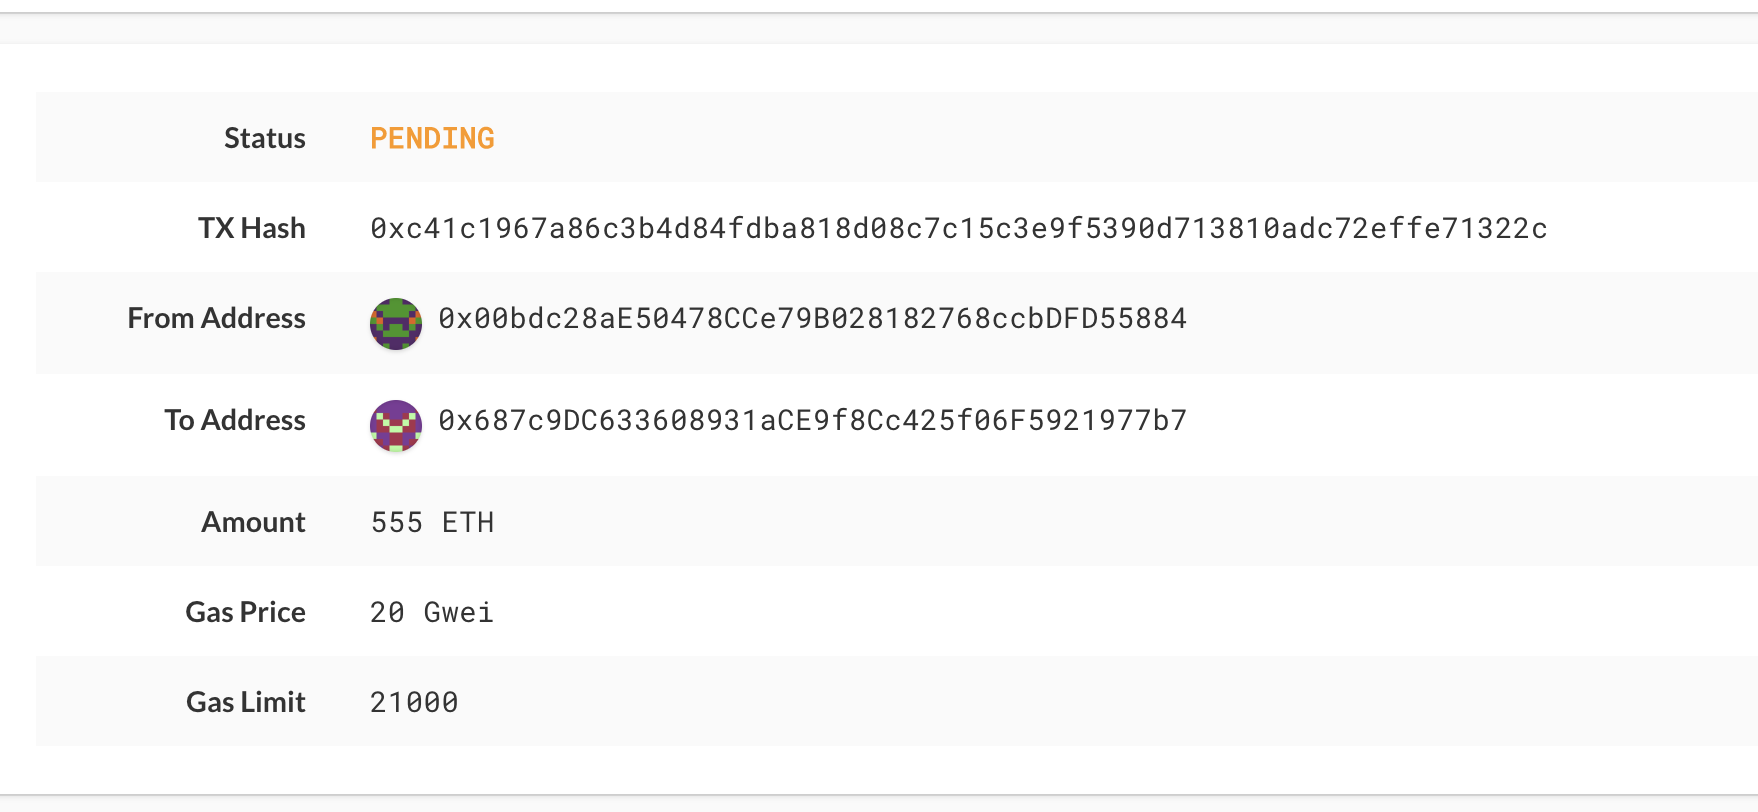 Status PENDING
TX Hash 0xc41c1967a86c3b4d84fdba818d08c7c15c3e9f5390d713810adc72effe71322c
From Address 0x00bdc28aE50478CCe79B028182768ccbDFD55884
To Address 0x687c9DC633608931aCE9f8Cc425f06F5921977b7
Amount 555 ETH
Gas Price 20 Gwei
Gas Limit 21000